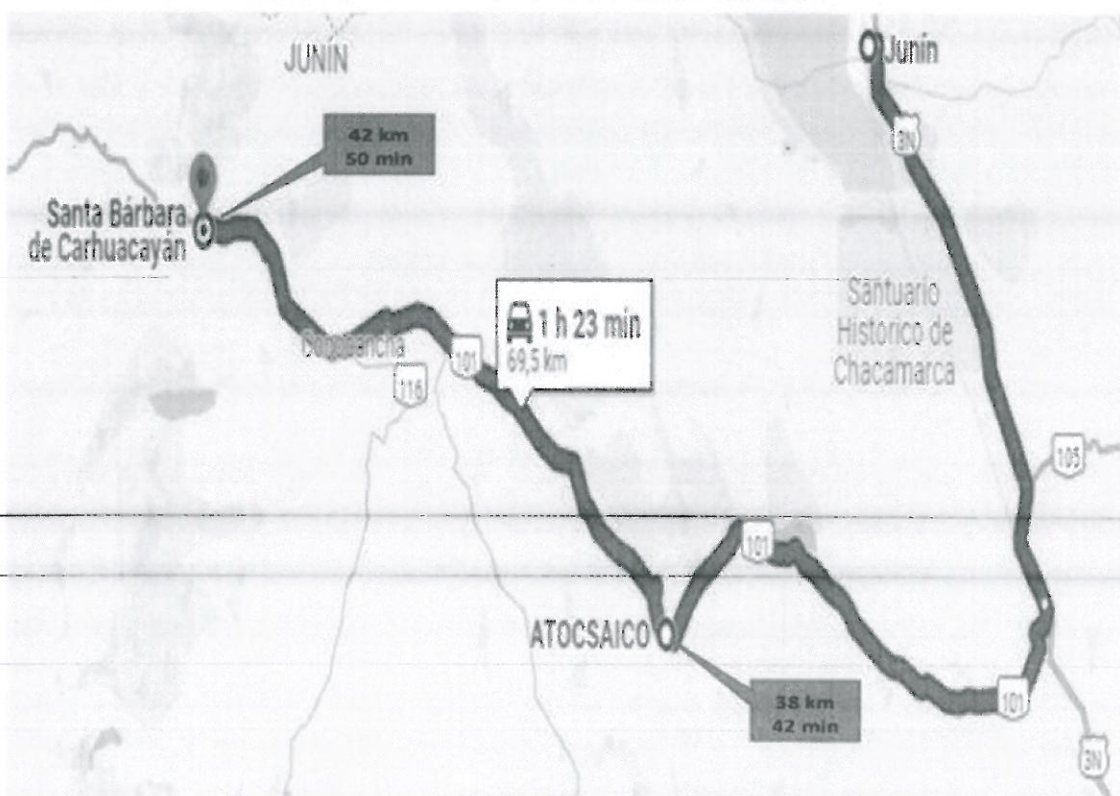 JUNÍN
Junín
3N
42 km
50 min
Santa Bárbara
de Carhuacayán
1 h 23 min
69,5 km
Santuario
Histórico de
Chacamarca
101
116
105
101
ATOCSAICO
38 km
42 min
101
3N